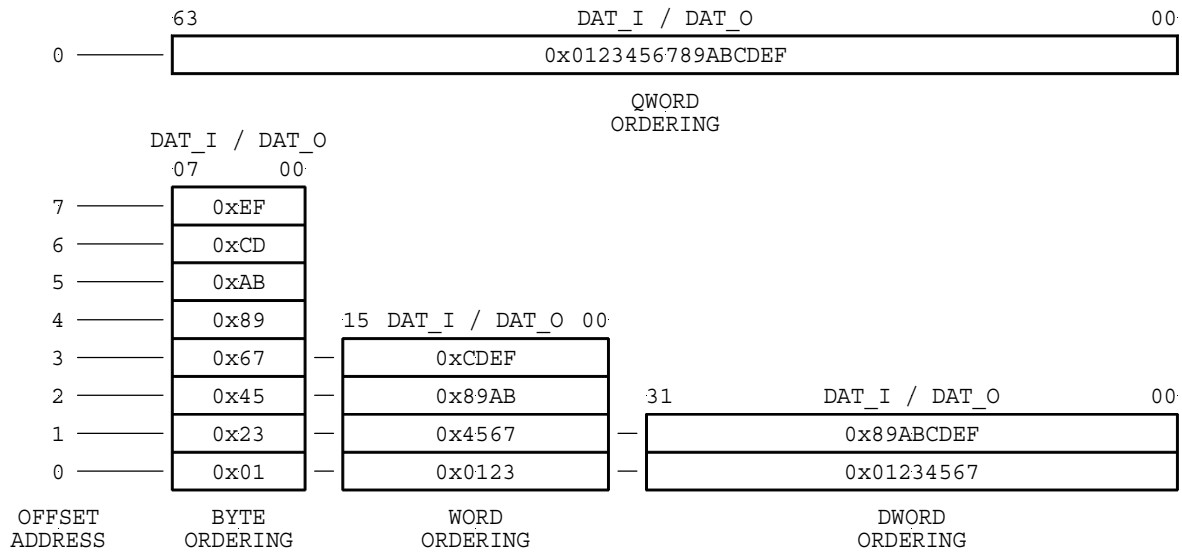 63 DAT_I / DAT_O 00
0 0x0123456789ABCDEF
QWORD
ORDERING
DAT_I / DAT_O
07 00
7 0xEF
6 0xCD
5 0xAB
4 0x89 15 DAT_I / DAT_O 00
3 0x67 0xCDEF
2 0x45 0x89AB 31 DAT_I / DAT_O 00
1 0x23 0x4567 0x89ABCDEF
0 0x01 0x0123 0x01234567
OFFSET BYTE WORD DWORD
ADDRESS ORDERING ORDERING ORDERING